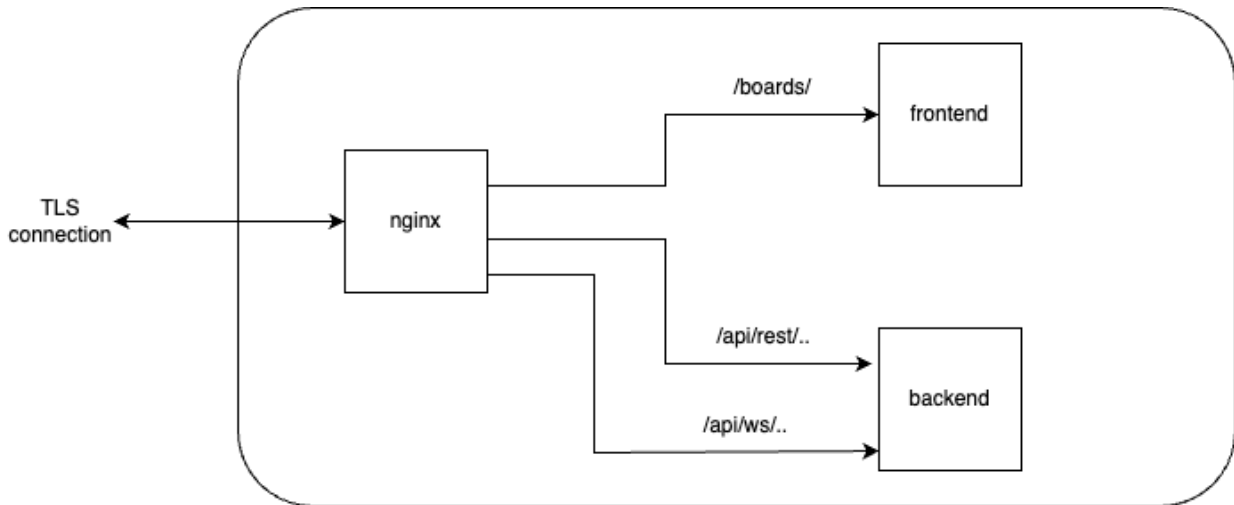 /boards/
frontend
TLS
connection
nginx
/api/rest/..
backend
/api/ws/..